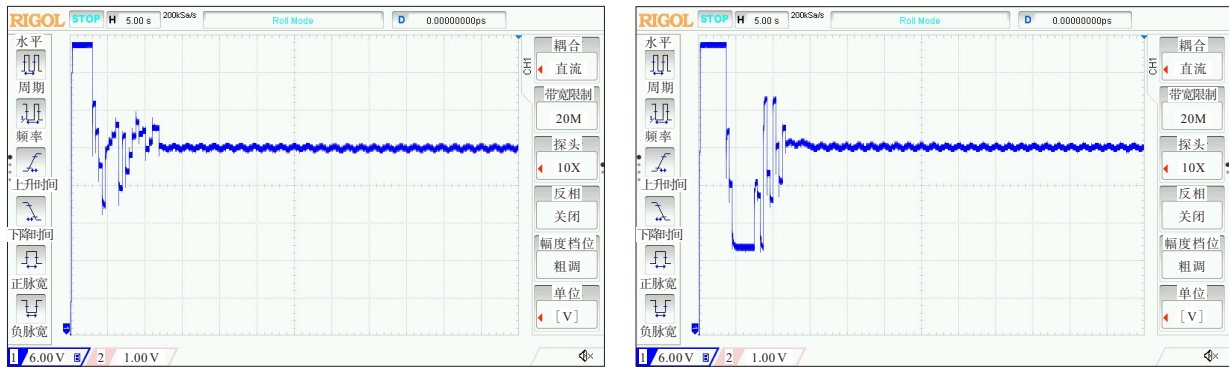 RIGOL STOP H 5.00 s 200kSa/s Roll Mode D 0.00000000ps
水平
周期
频率
上升时间
下降时间
正脉宽
负脉宽
CH1
耦合
直流
带宽限制
20M
探头
10X
反相
关闭
幅度档位
粗调
单位
[V]
1 6.00 V B 2 1.00 V
RIGOL STOP H 5.00 s 200kSa/s Roll Mode D 0.00000000ps
水平
周期
频率
上升时间
下降时间
正脉宽
负脉宽
CH1
耦合
直流
带宽限制
20M
探头
10X
反相
关闭
幅度档位
粗调
单位
[V]
1 6.00 V B 2 1.00 V